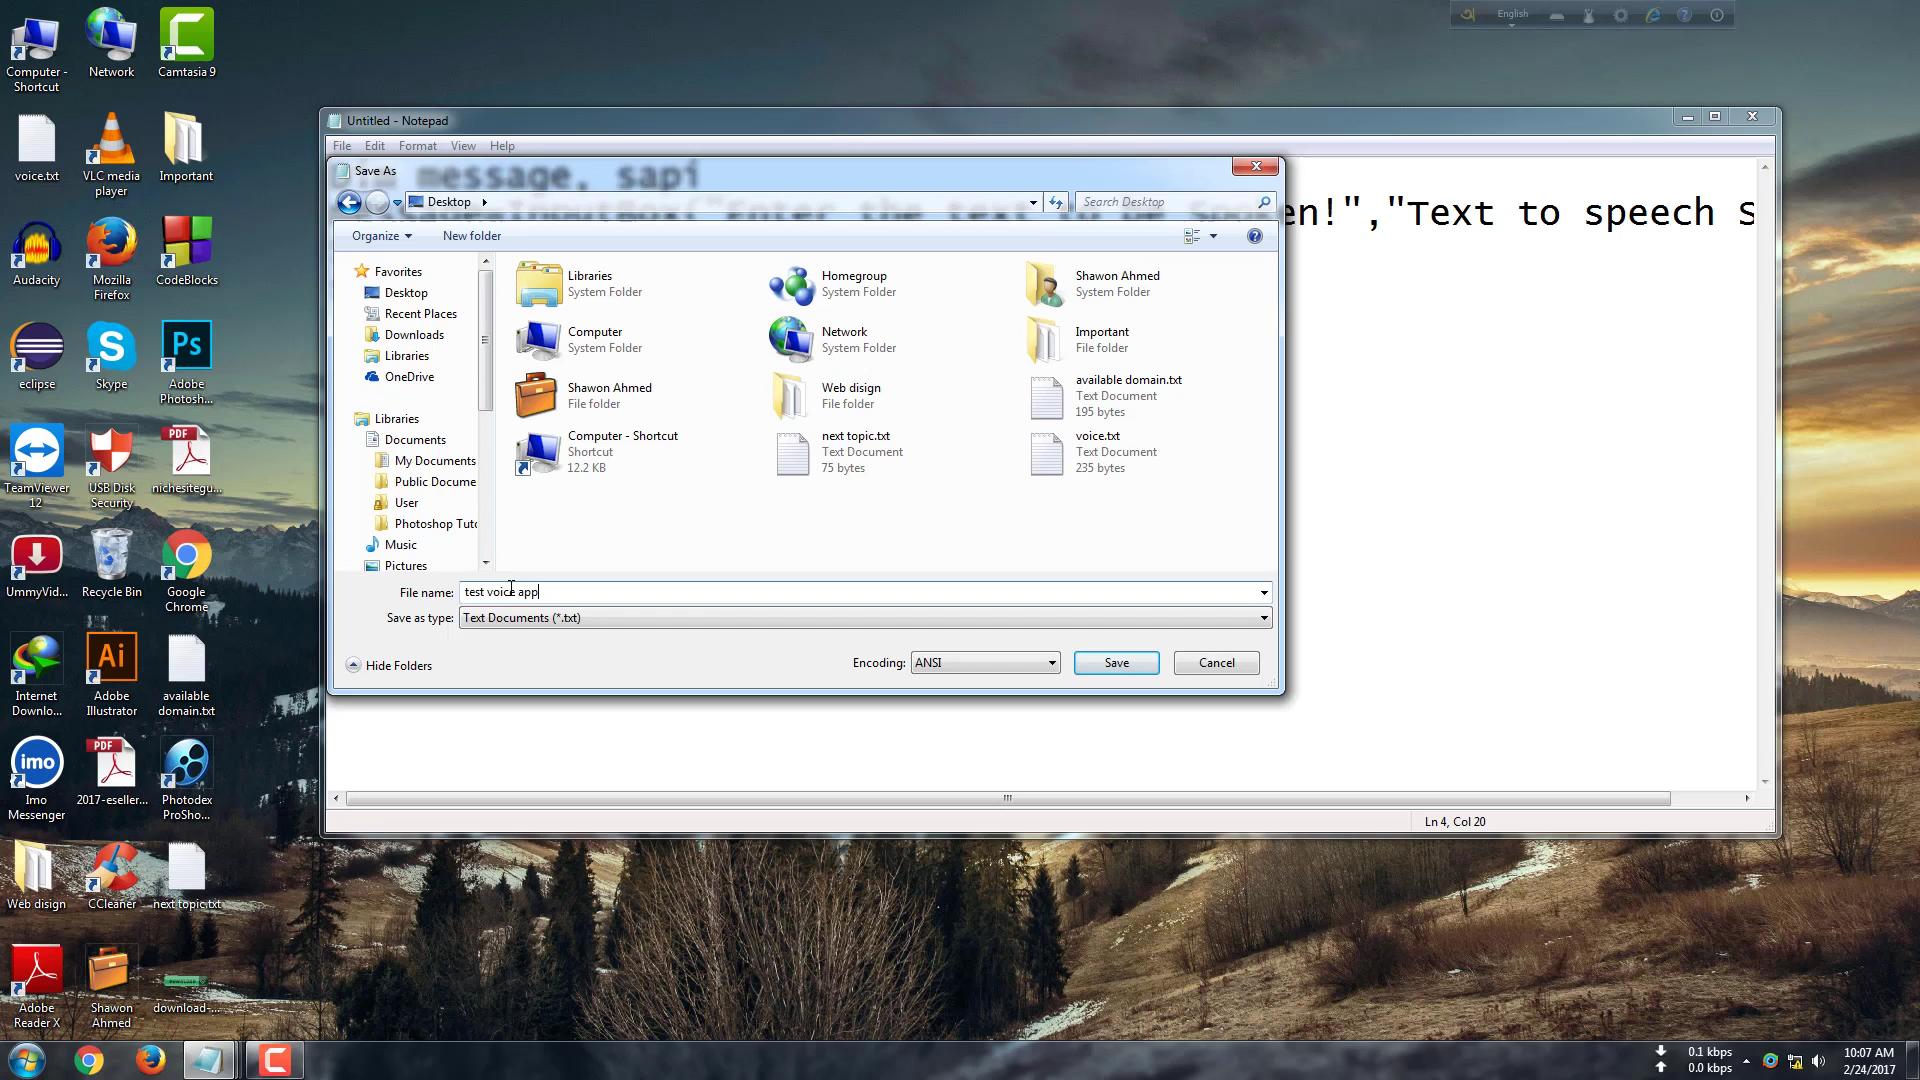 Computer - Shortcut
Network
Camtasia 9
voice.txt
VLC media player
Important
Audacity
Mozilla Firefox
CodeBlocks
eclipse
Skype
Adobe Photosh...
TeamViewer 12
USB Disk Security
nichesitegu...
UmmyVid...
Recycle Bin
Google Chrome
Internet Downlo...
Adobe Illustrator
available domain.txt
Imo Messenger
2017-eseller...
Photodex ProSho...
Web disign
CCleaner
next topic.txt
Adobe Reader X
Shawon Ahmed
download-...
English
Untitled - Notepad
File Edit Format View Help
Save As
message, sapi
Desktop
Search Desktop
en!","Text to speech S
Organize
New folder
Favorites
Desktop
Recent Places
Downloads
Libraries
OneDrive
Libraries
Documents
My Documents
Public Docume
User
Photoshop Tuto
Music
Pictures
Libraries
System Folder
Homegroup
System Folder
Shawon Ahmed
System Folder
Computer
System Folder
Network
System Folder
Important
File folder
Shawon Ahmed
File folder
Web disign
File folder
available domain.txt
Text Document
195 bytes
Computer - Shortcut
Shortcut
12.2 KB
next topic.txt
Text Document
75 bytes
voice.txt
Text Document
235 bytes
File name: test voice app
Save as type: Text Documents (*.txt)
Hide Folders
Encoding: ANSI
Save
Cancel
Ln 4, Col 20
0.1 kbps
0.0 kbps
10:07 AM
2/24/2017